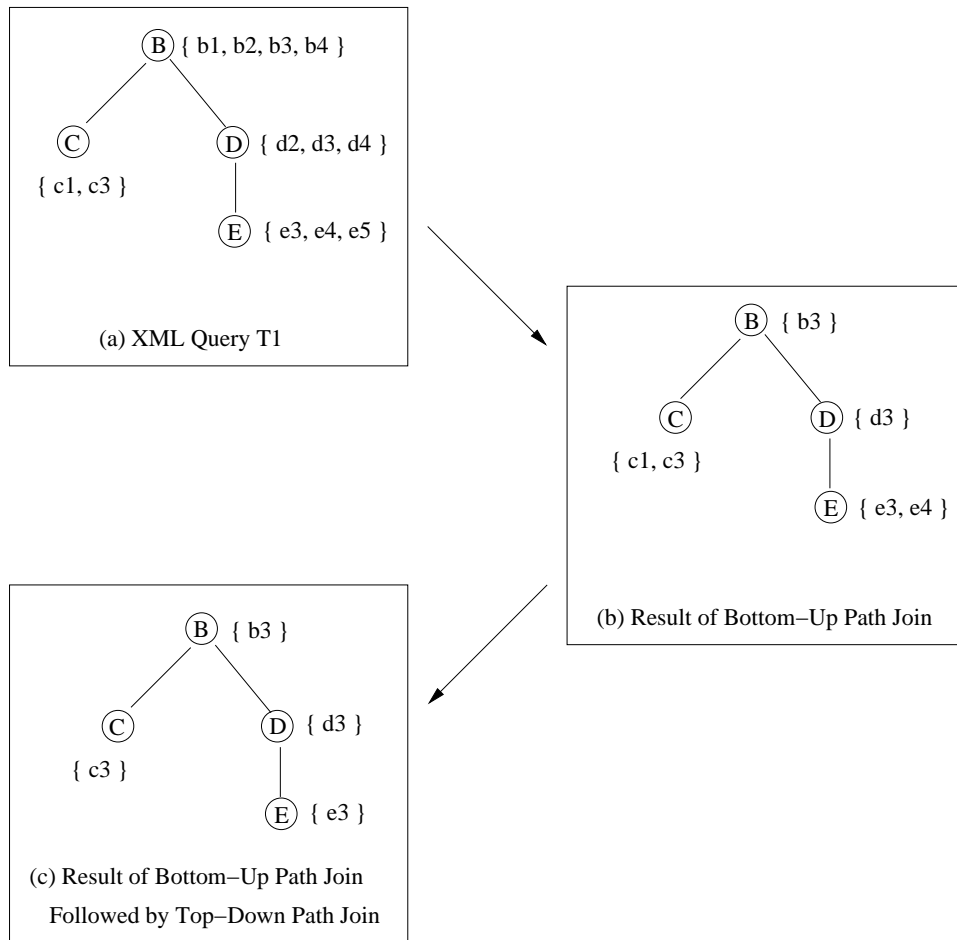 B { b1, b2, b3, b4 }
C D { d2, d3, d4 }
{ c1, c3 }
E { e3, e4, e5 }
(a) XML Query T1
B { b3 }
C D { d3 }
{ c1, c3 }
E { e3, e4 }
(b) Result of Bottom−Up Path Join
B { b3 }
C D { d3 }
{ c3 }
E { e3 }
(c) Result of Bottom−Up Path Join
Followed by Top−Down Path Join